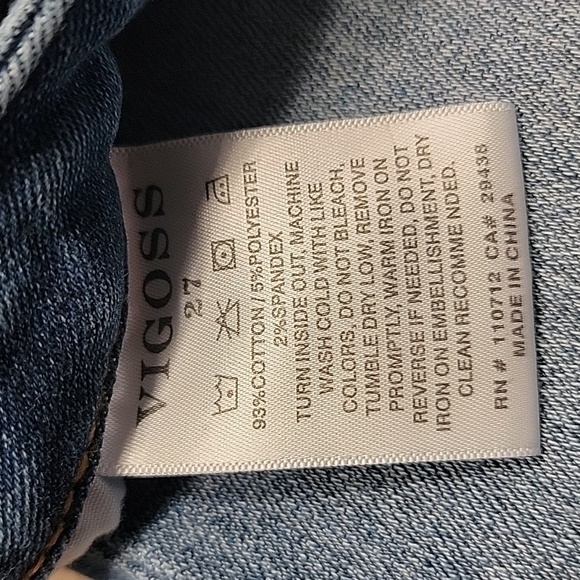 VIGOSS
27
93%COTTON/5%POLYESTER
2%SPANDEX
TURN INSIDE OUT, MACHINE
WASH COLD WITH LIKE
COLORS. DO NOT BLEACH,
TUMBLE DRY LOW, REMOVE
PROMPTLY, WARM IRON ON
REVERSE IF NEEDED. DO NOT
IRON ON EMBELLISHMENT, DRY
CLEAN RECOMMENDED.
RN# 110712 CA# 29438
MADE IN CHINA